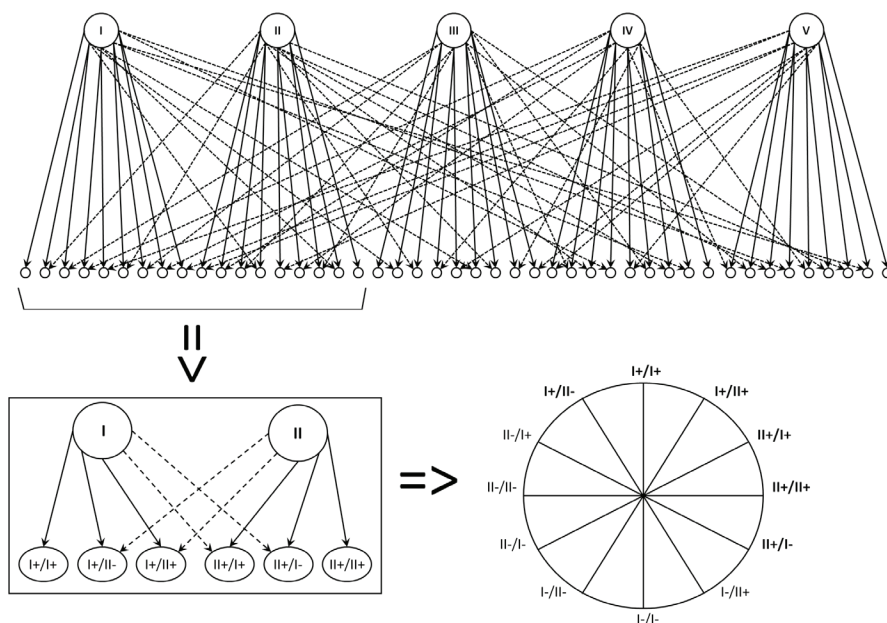 I II III IV V
=>
I II
I+/I+ I+/II- I+/II+ II+/I+ II+/I- II+/II+
=>
I+/I+
I+/II- I+/II+
II-/I+ II+/I+
II-/II- II+/II+
II-/I- II+/I-
I-/II- I-/II+
I-/I-